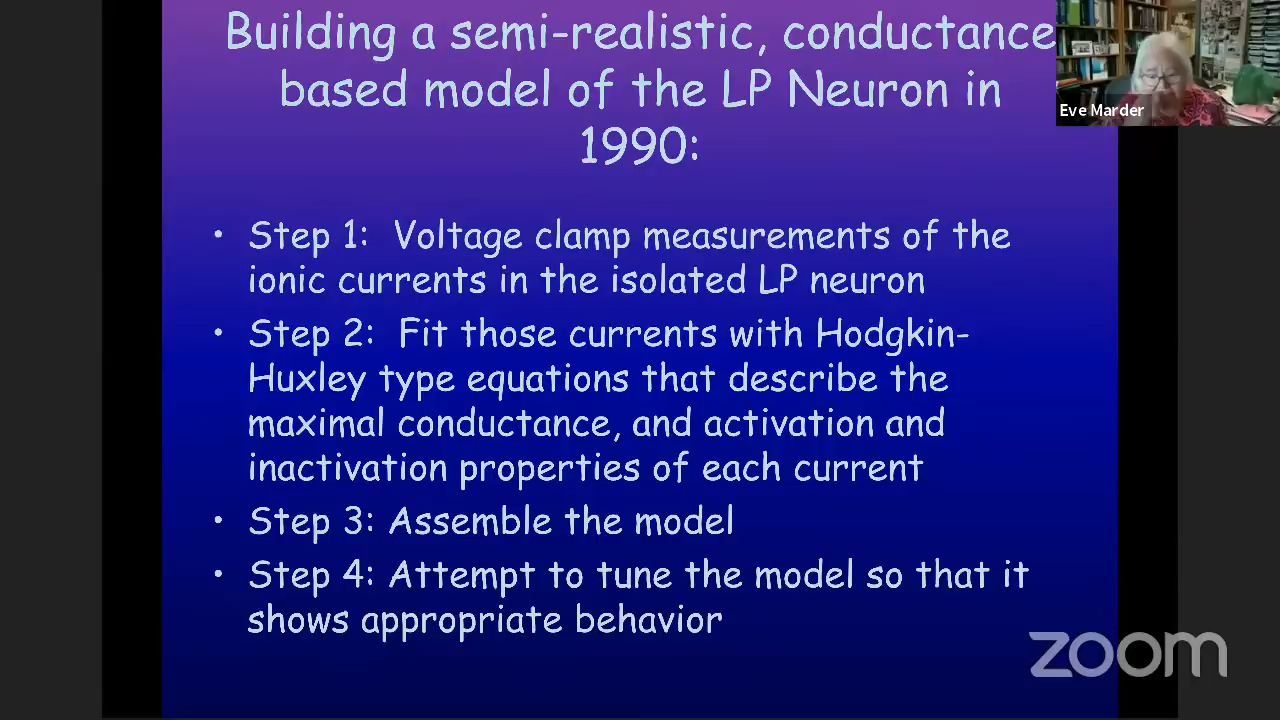 Building a semi-realistic, conductance
based model of the LP Neuron in
1990:
Eve Marder
• Step 1: Voltage clamp measurements of the
ionic currents in the isolated LP neuron
• Step 2: Fit those currents with Hodgkin-
Huxley type equations that describe the
maximal conductance, and activation and
inactivation properties of each current
• Step 3: Assemble the model
• Step 4: Attempt to tune the model so that it
shows appropriate behavior
zoom